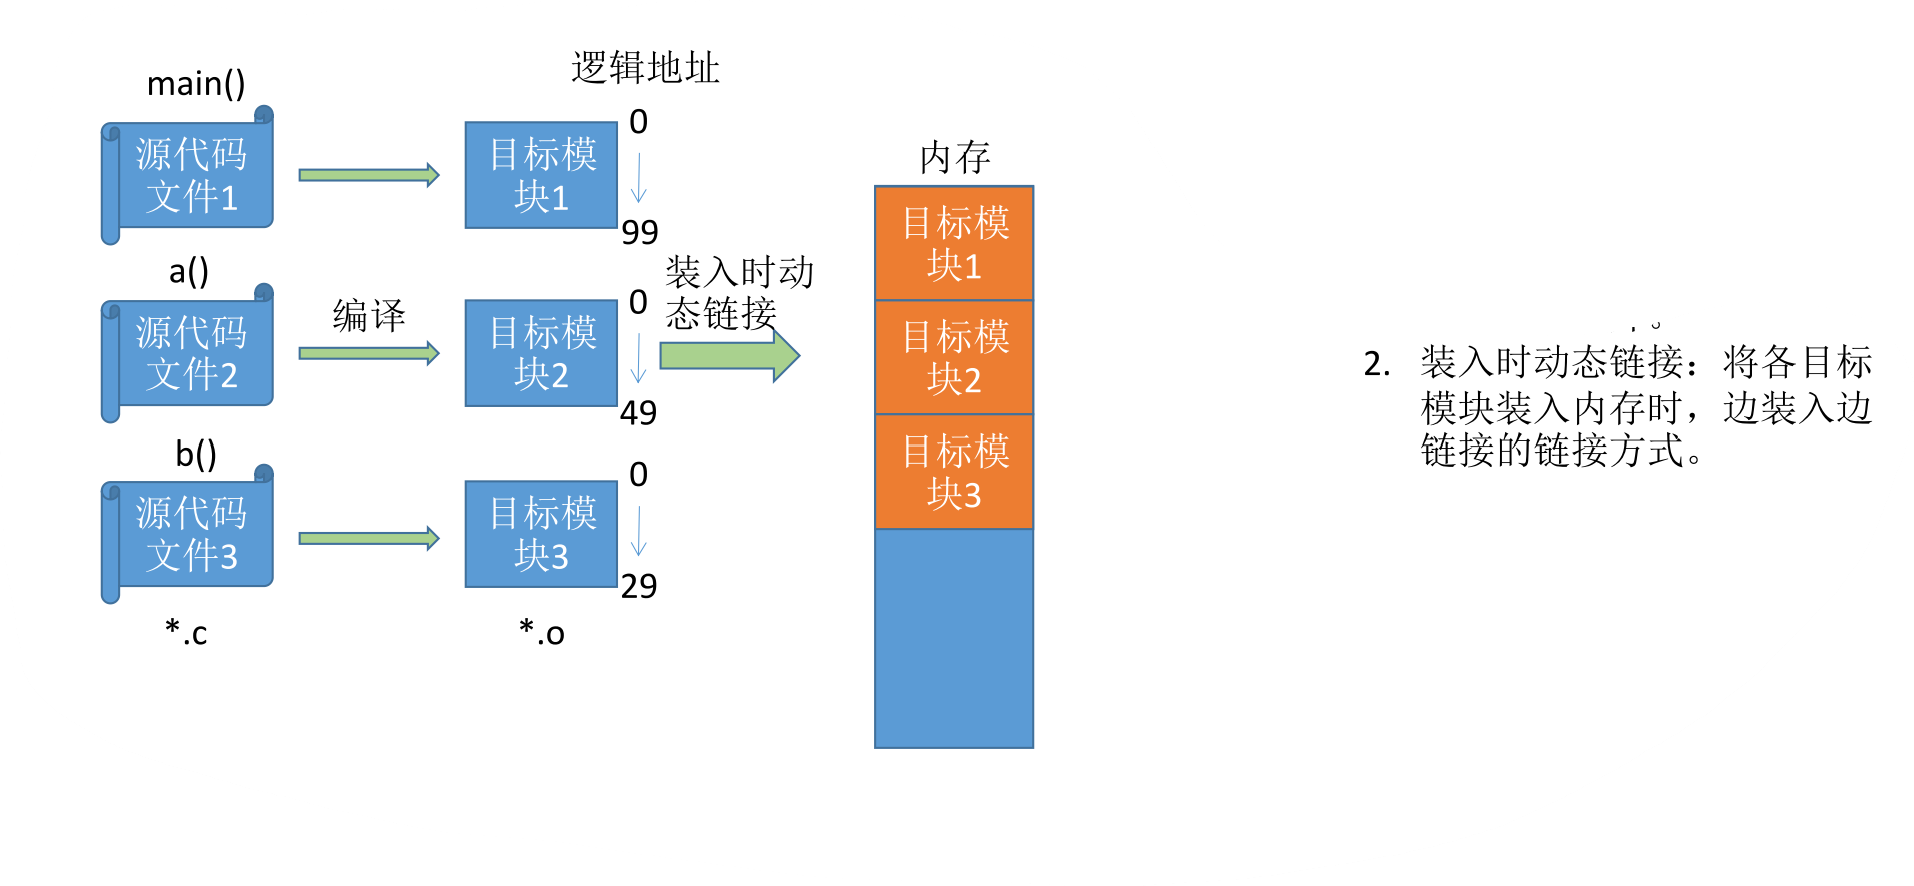 main()
源代码
文件1
a()
源代码
文件2
b()
源代码
文件3
*.c
编译
逻辑地址
目标模
块1
0
99
目标模
块2
0
49
目标模
块3
0
29
*.o
装入时动
态链接
内存
目标模
块1
目标模
块2
目标模
块3
2. 装入时动态链接：将各目标
模块装入内存时，边装入边
链接的链接方式。